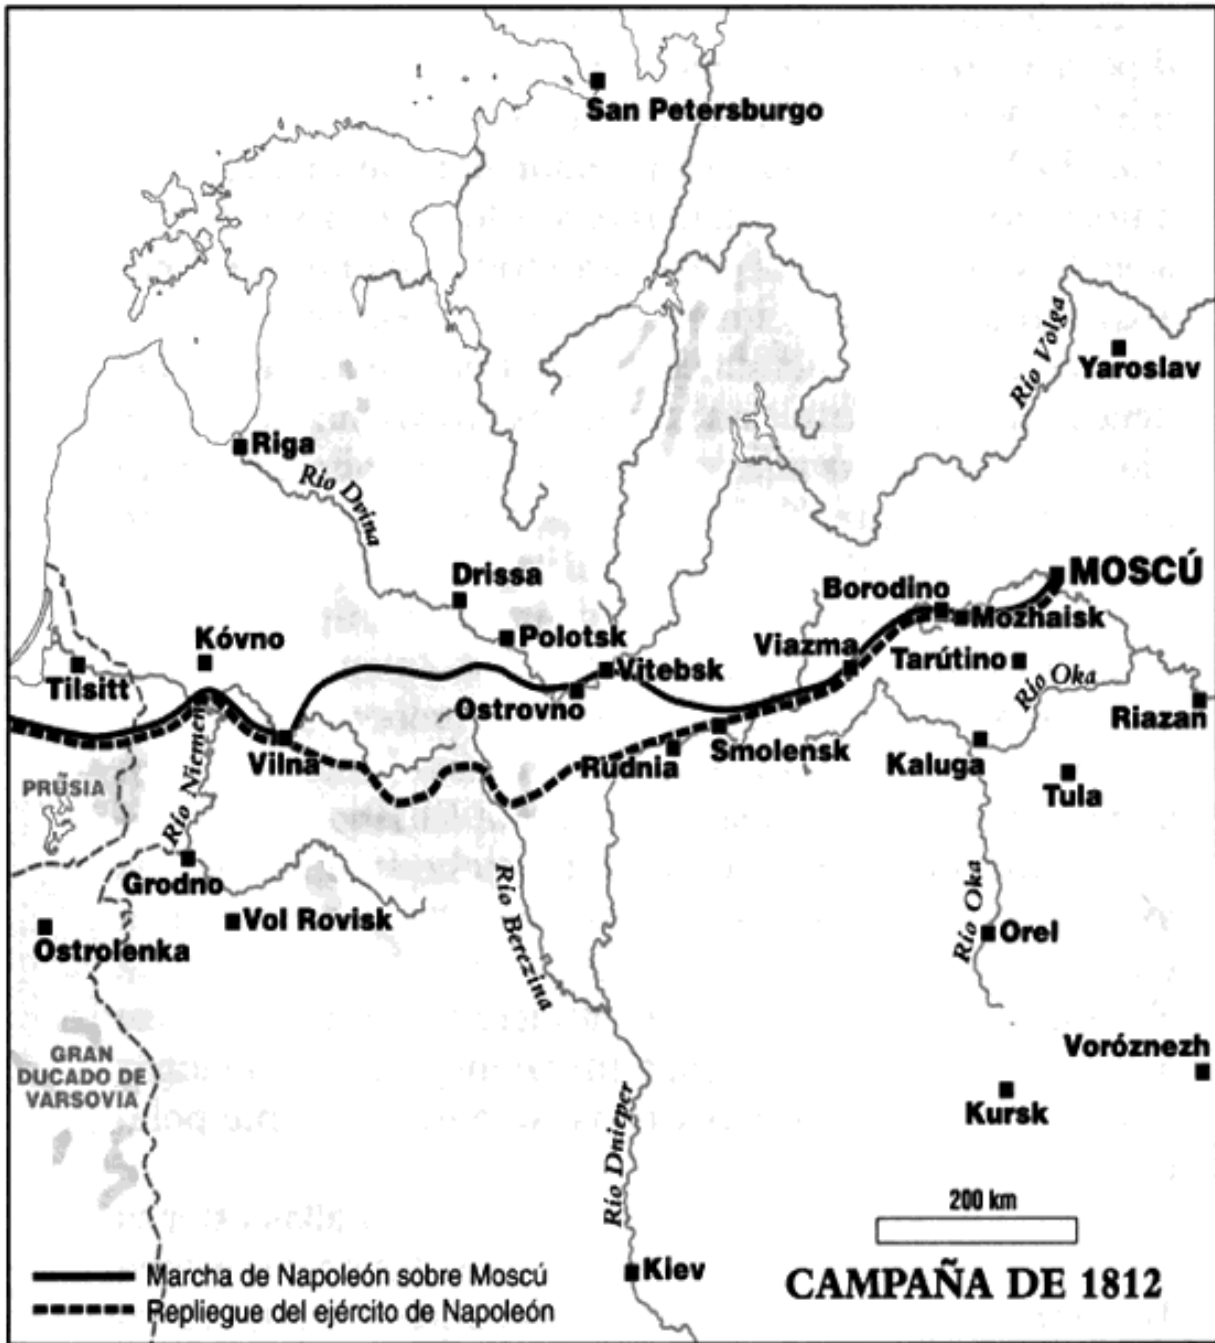 San Petersburgo
Río Volga
Yaroslav
Riga
Río Dvina
Drissa
MOSCÚ
Borodino
Kóvno
Polotsk
Mozhaisk
Viazma
Tarútino
Vitebsk
Tilsitt
Río Oka
Ostrovno
Riazan
Smolensk
Vilna
Rudnia
Kaluga
PRUSIA
Río Niemen
Tula
Grodno
Río Berezina
Río Oka
Vol Rovisk
Orel
Ostrolenka
GRAN
DUCADO DE
VARSOVIA
Voróznezh
Kursk
Río Dnieper
200 km
Kiev
Marcha de Napoleón sobre Moscú
Repliegue del ejército de Napoleón
CAMPAÑA DE 1812